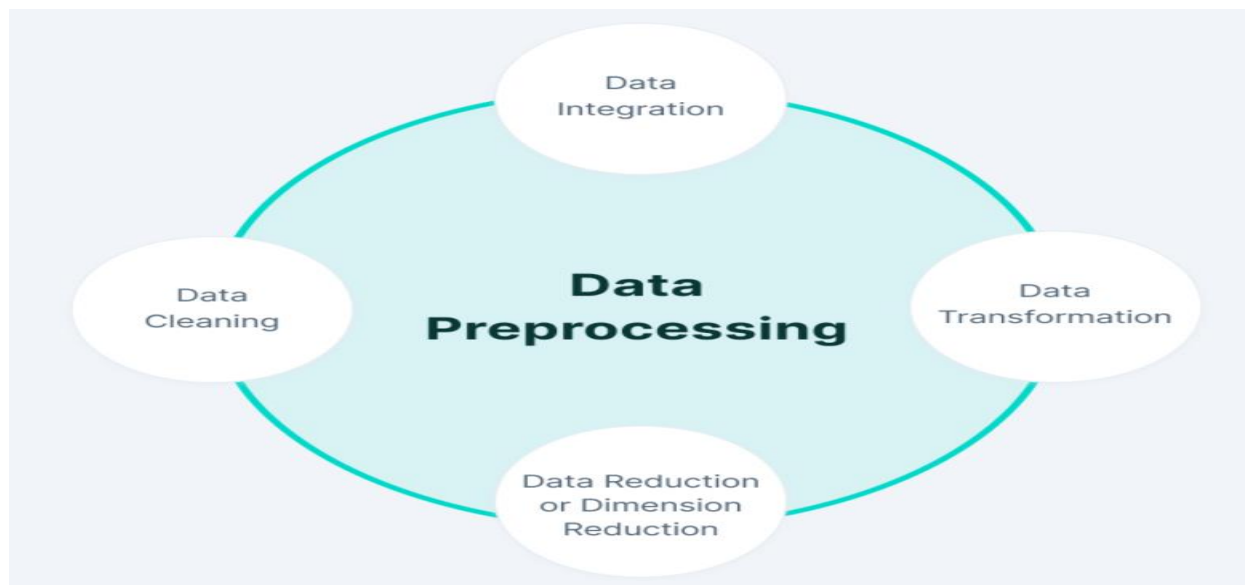 Data
Integration
Data
Cleaning
Data
Preprocessing
Data
Transformation
Data Reduction
or Dimension
Reduction